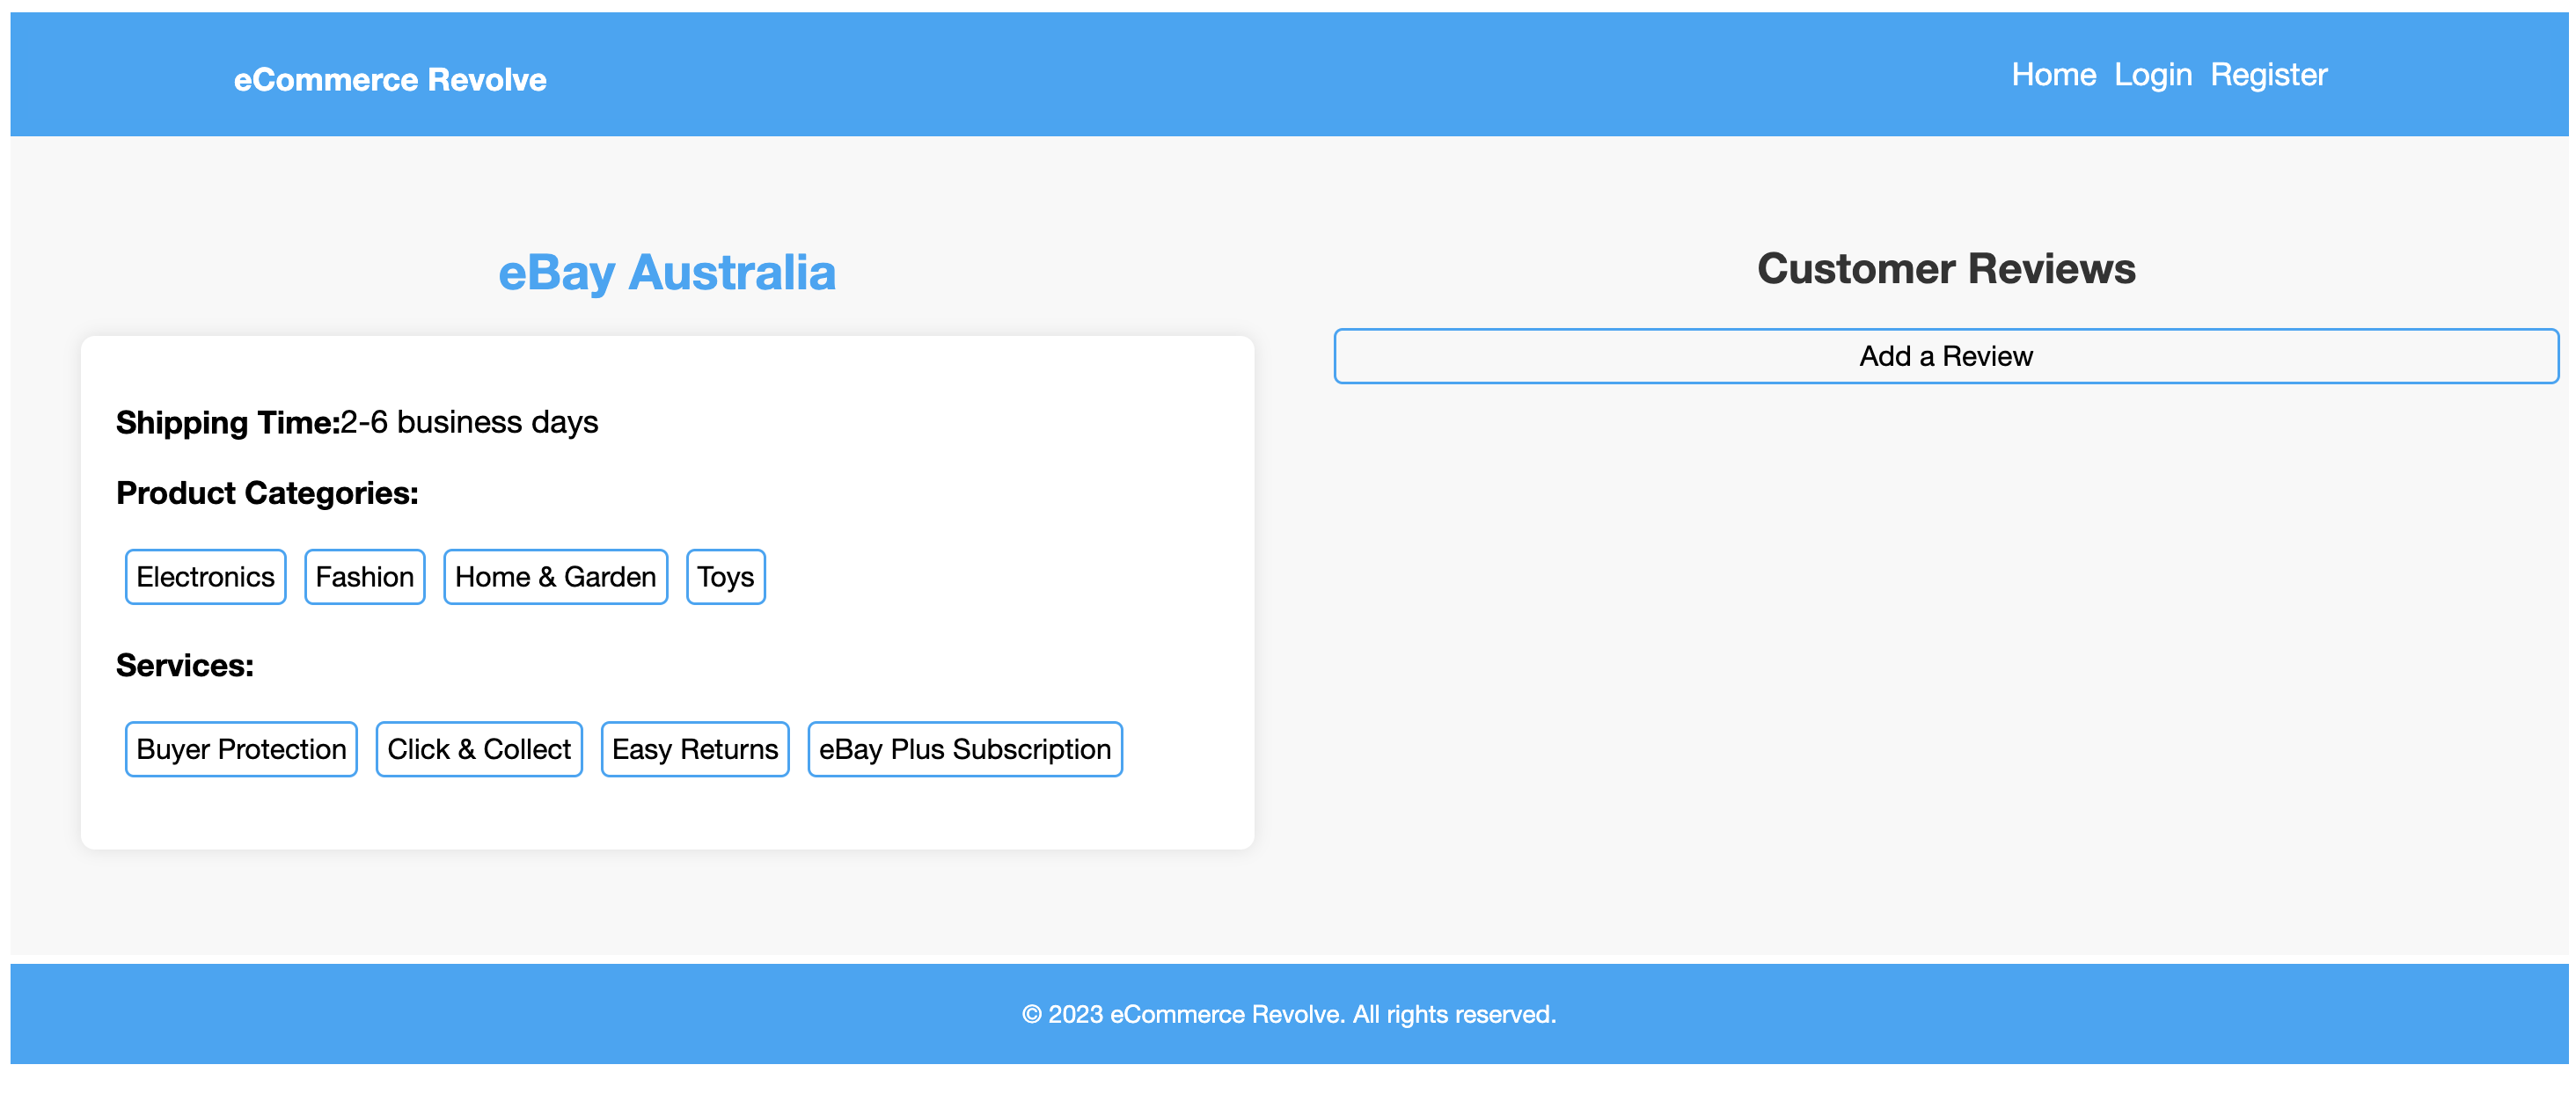 eCommerce Revolve
Home Login Register
eBay Australia
Shipping Time:2-6 business days
Product Categories:
Electronics Fashion Home & Garden Toys
Services:
Buyer Protection Click & Collect Easy Returns eBay Plus Subscription
Customer Reviews
Add a Review
© 2023 eCommerce Revolve. All rights reserved.